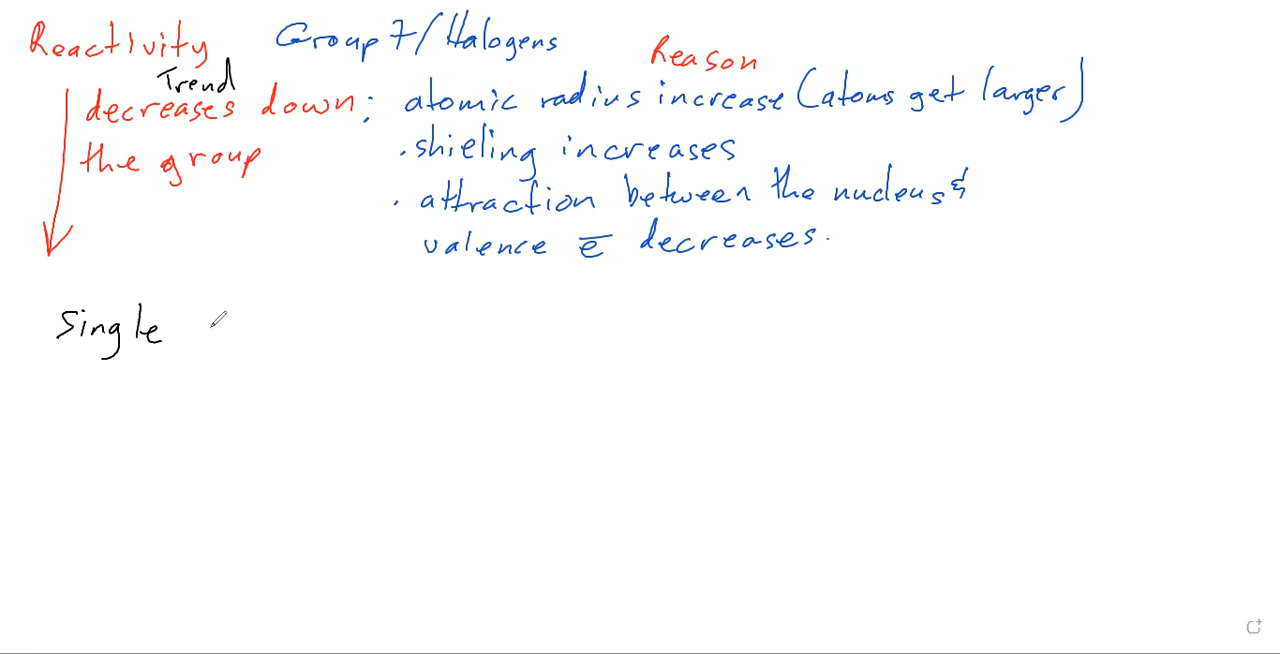 Reactivity Group 7/Halogens
Trend Reason
decreases down; atomic radius increase (atoms get larger)
the group . shieling increases
. attraction between the nucleus &
valence e̅ decreases.
Single